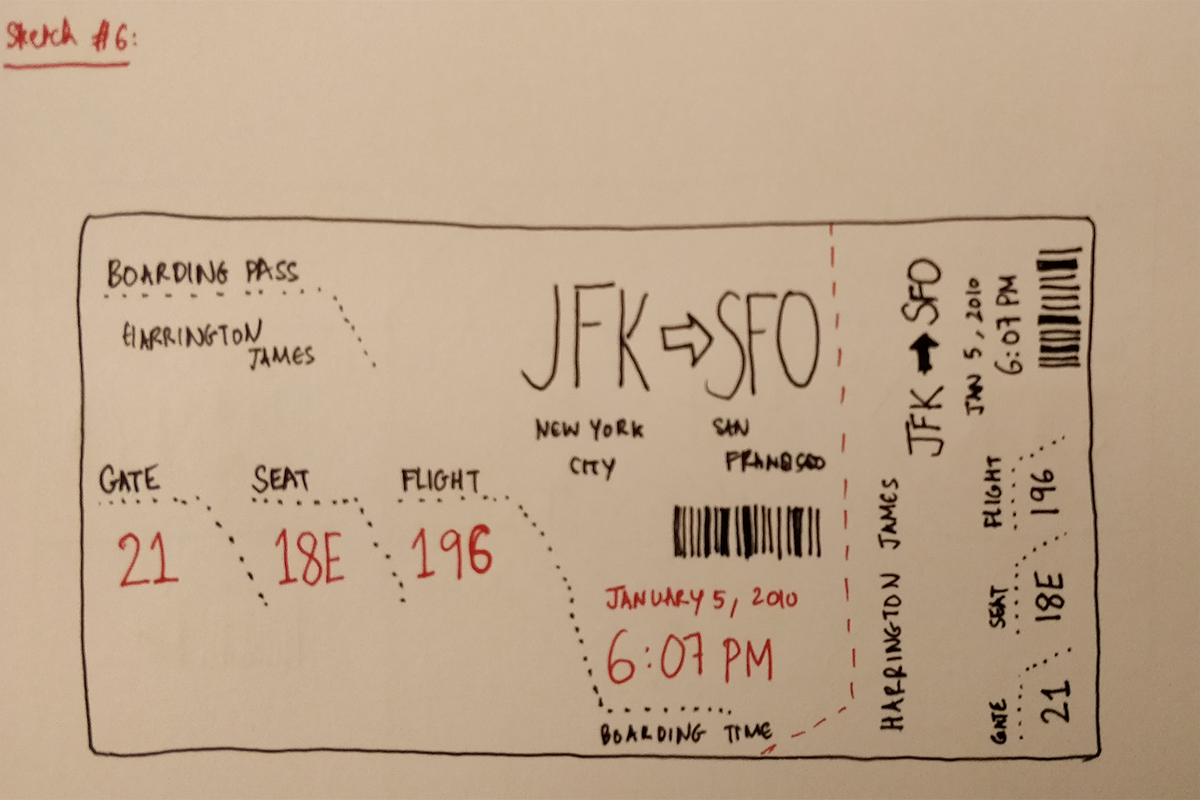 Sketch #6:
BOARDING PASS
HARRINGTON
JAMES
JFK ⇨ SFO
NEW YORK
CITY
SAN
FRANCISCO
GATE
21
SEAT
18E
FLIGHT
196
JANUARY 5, 2010
6:07 PM
BOARDING TIME
HARRINGTON JAMES
JFK → SFO
JAN 5, 2010
6:07 PM
GATE
21
SEAT
18E
FLIGHT
196